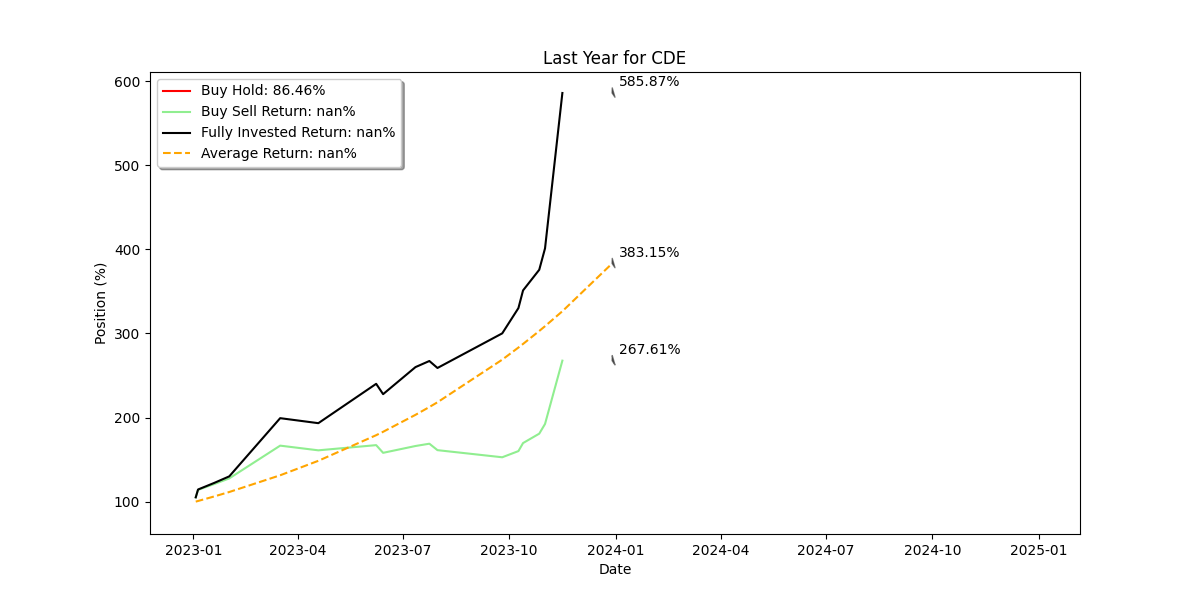 Last Year for CDE
Buy Hold: 86.46%
Buy Sell Return: nan%
Fully Invested Return: nan%
Average Return: nan%
585.87%
383.15%
267.61%
600
500
400
300
200
100
Position (%)
2023-01 2023-04 2023-07 2023-10 2024-01 2024-04 2024-07 2024-10 2025-01
Date